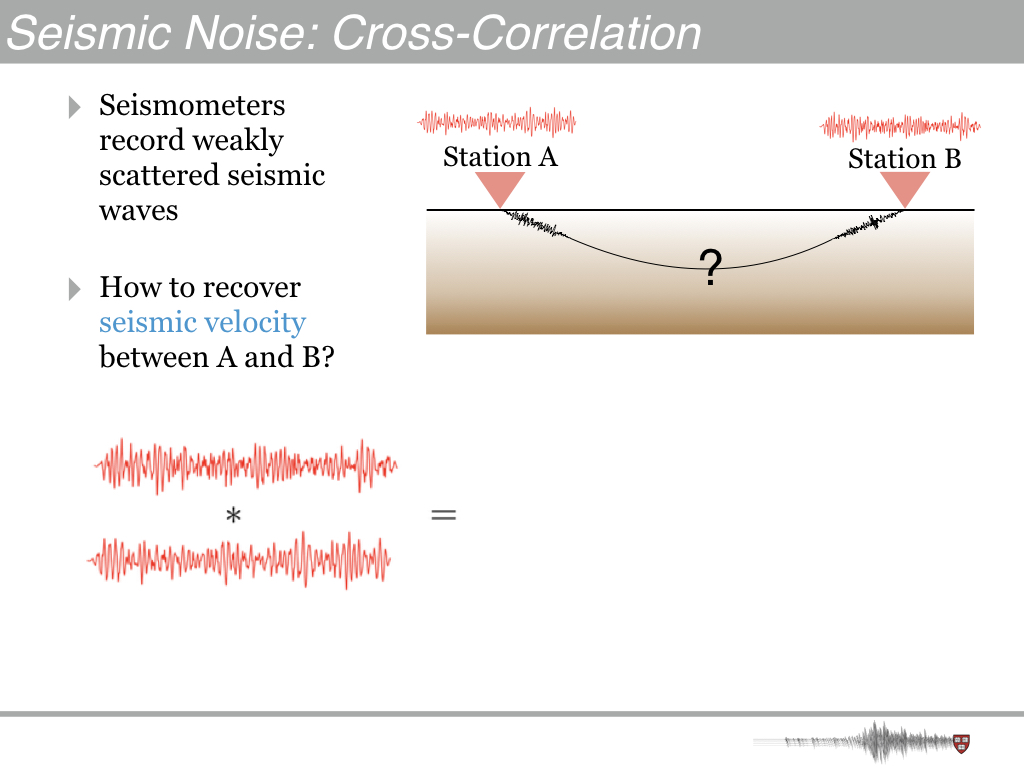 Seismic Noise: Cross-Correlation
Seismometers
record weakly
scattered seismic
waves
How to recover
seismic velocity
between A and B?
Station A
Station B
?
*
=